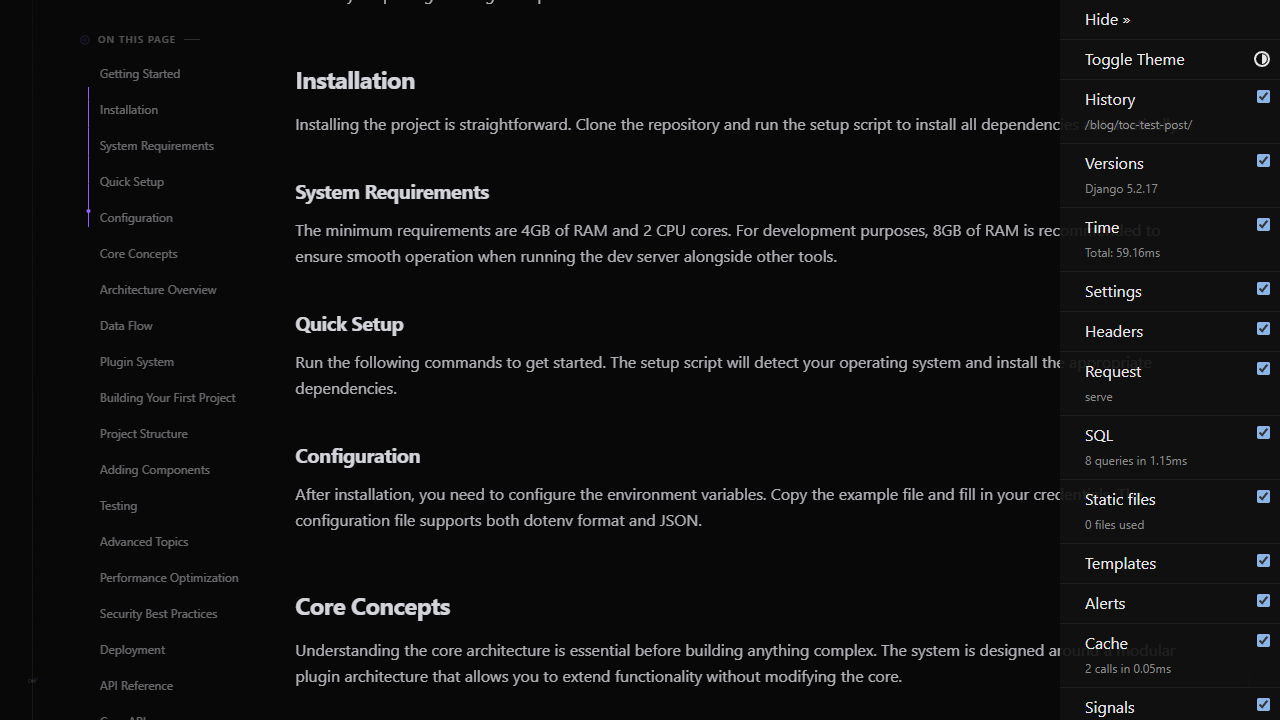 ON THIS PAGE
Getting Started
Installation
System Requirements
Quick Setup
Configuration
Core Concepts
Architecture Overview
Data Flow
Plugin System
Building Your First Project
Project Structure
Adding Components
Testing
Advanced Topics
Performance Optimization
Security Best Practices
Deployment
API Reference
Installation
Installing the project is straightforward. Clone the repository and run the setup script to install all dependencies
System Requirements
The minimum requirements are 4GB of RAM and 2 CPU cores. For development purposes, 8GB of RAM is recommended to
ensure smooth operation when running the dev server alongside other tools.
Quick Setup
Run the following commands to get started. The setup script will detect your operating system and install the appropriate
dependencies.
Configuration
After installation, you need to configure the environment variables. Copy the example file and fill in your credentials. The
configuration file supports both dotenv format and JSON.
Core Concepts
Understanding the core architecture is essential before building anything complex. The system is designed around a modular
plugin architecture that allows you to extend functionality without modifying the core.
Hide »
Toggle Theme
History
/blog/toc-test-post/
Versions
Django 5.2.17
Time
Total: 59.16ms
Settings
Headers
Request
serve
SQL
8 queries in 1.15ms
Static files
0 files used
Templates
Alerts
Cache
2 calls in 0.05ms
Signals